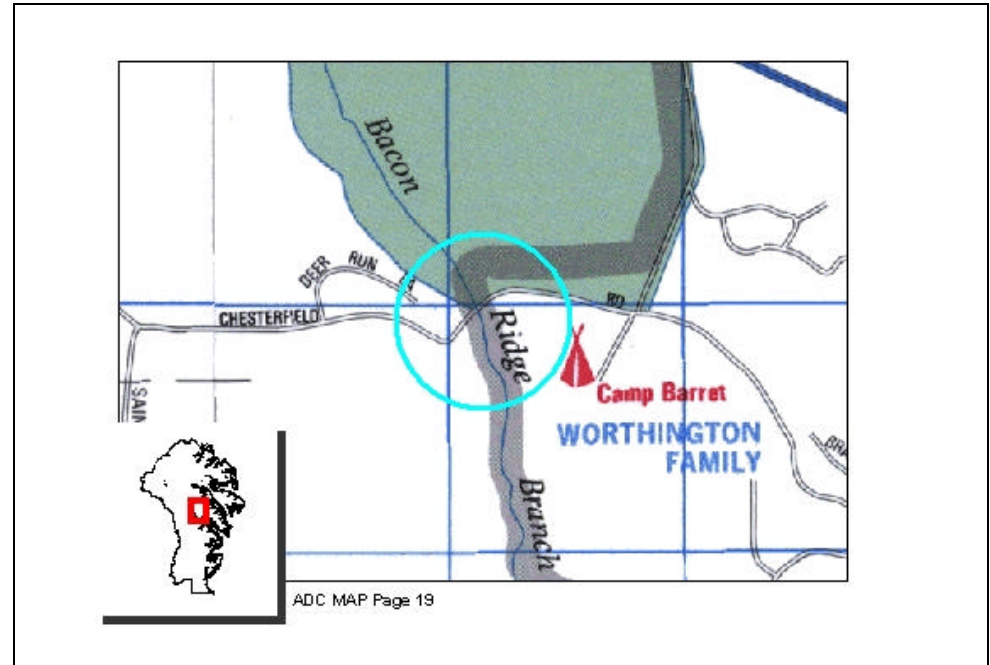 Bacon
DEER RUN
CHESTERFIELD RD
Ridge
Camp Barret
WORTHINGTON
FAMILY
Branch
ADC MAP Page 19